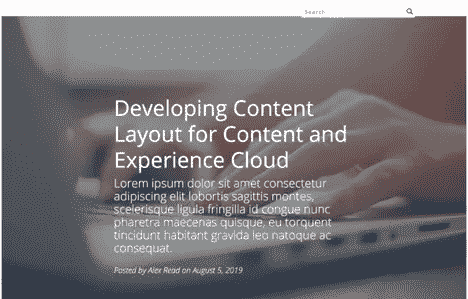 Search
Developing Content
Layout for Content and
Experience Cloud
Lorem ipsum dolor sit amet consectetur
adipiscing elit lobortis sagittis montes,
scelerisque ligula fringilla id congue nunc
pharetra maecenas quisque, eu torquent
tincidunt habitant gravida leo natoque ac
consequat.
Posted by Alex Read on August 5, 2019